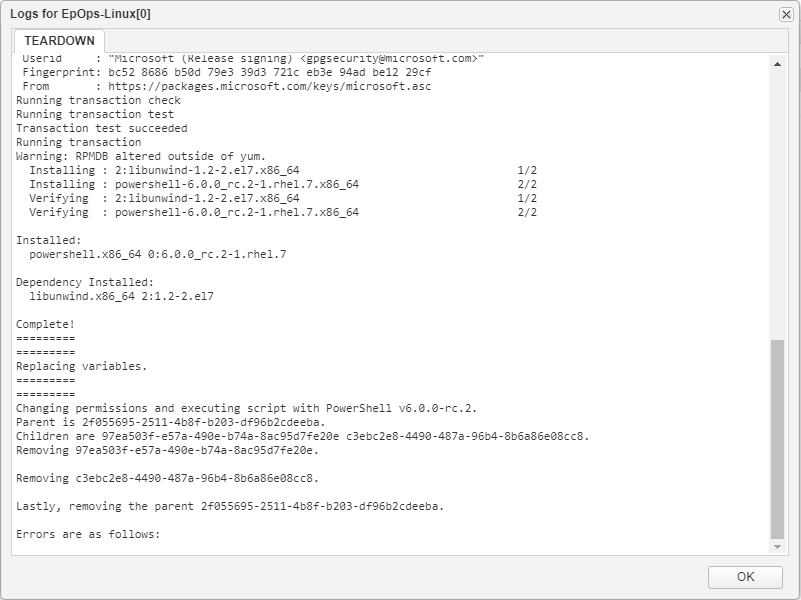 Logs for EpOps-Linux[0]
TEARDOWN
Userid     : "Microsoft (Release signing) <gpgsecurity@microsoft.com>"
Fingerprint: bc52 8686 b50d 79e3 39d3 721c eb3e 94ad be12 29cf
From       : https://packages.microsoft.com/keys/microsoft.asc
Running transaction check
Running transaction test
Transaction test succeeded
Running transaction
Warning: RPMDB altered outside of yum.
Installing : 2:libunwind-1.2-2.el7.x86_64 1/2
Installing : powershell-6.0.0_rc.2-1.rhel.7.x86_64 2/2
Verifying  : 2:libunwind-1.2-2.el7.x86_64 1/2
Verifying  : powershell-6.0.0_rc.2-1.rhel.7.x86_64 2/2
Installed:
powershell.x86_64 0:6.0.0_rc.2-1.rhel.7
Dependency Installed:
libunwind.x86_64 2:1.2-2.el7
Complete!
=========
=========
Replacing variables.
=========
=========
Changing permissions and executing script with PowerShell v6.0.0-rc.2.
Parent is 2f055695-2511-4b8f-b203-df96b2cdeeba.
Children are 97ea503f-e57a-490e-b74a-8ac95d7fe20e c3ebc2e8-4490-487a-96b4-8b6a86e08cc8.
Removing 97ea503f-e57a-490e-b74a-8ac95d7fe20e.
Removing c3ebc2e8-4490-487a-96b4-8b6a86e08cc8.
Lastly, removing the parent 2f055695-2511-4b8f-b203-df96b2cdeeba.
Errors are as follows:
OK